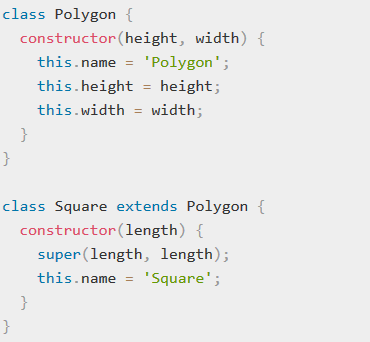 class Polygon {
  constructor(height, width) {
    this.name = 'Polygon';
    this.height = height;
    this.width = width;
  }
}

class Square extends Polygon {
  constructor(length) {
    super(length, length);
    this.name = 'Square';
  }
}